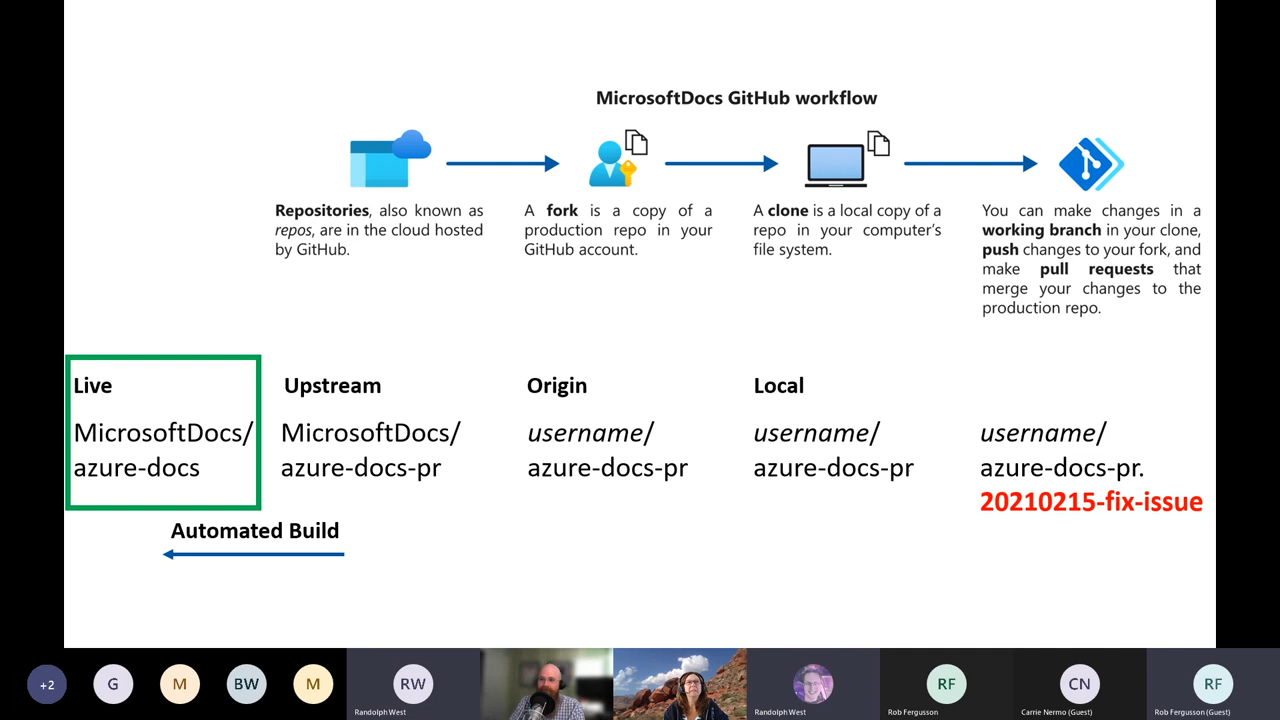 MicrosoftDocs GitHub workflow
Repositories, also known as
repos, are in the cloud hosted
by GitHub.
A fork is a copy of a
production repo in your
GitHub account.
A clone is a local copy of a
repo in your computer's
file system.
You can make changes in a
working branch in your clone,
push changes to your fork, and
make pull requests that
merge your changes to the
production repo.
Live
MicrosoftDocs/
azure-docs
Upstream
MicrosoftDocs/
azure-docs-pr
Origin
username/
azure-docs-pr
Local
username/
azure-docs-pr
username/
azure-docs-pr.
20210215-fix-issue
Automated Build
+2
G
M
BW
M
RW
Randolph West
Randolph West
RF
Rob Fergusson
CN
Carrie Nermo (Guest)
RF
Rob Fergusson (Guest)